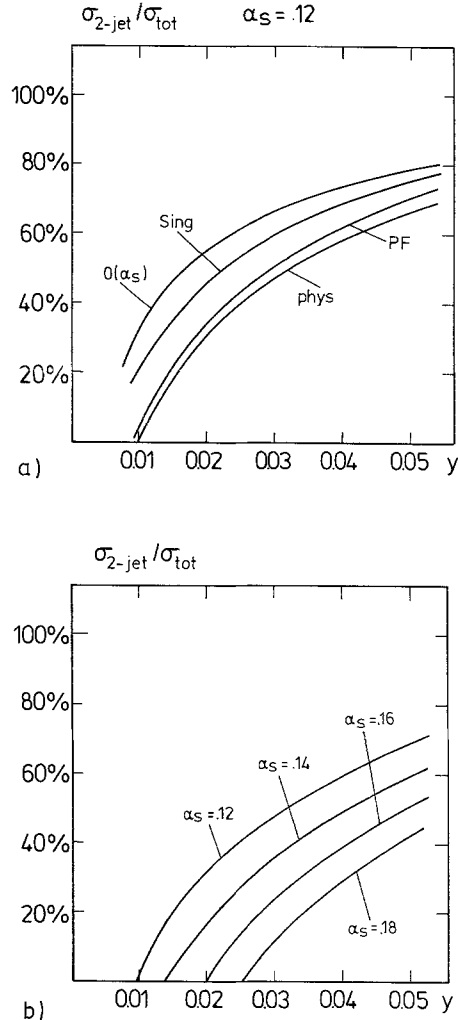 σ2-jet/σtot αs = .12
100%
80%
60%
40%
20%
Sing
O(αs)
PF
phys
0.01 0.02 0.03 0.04 0.05 y
a)
σ2-jet/σtot
100%
80%
60%
40%
20%
αs = .16
αs = .14
αs = .12
αs = .18
0.01 0.02 0.03 0.04 0.05 y
b)